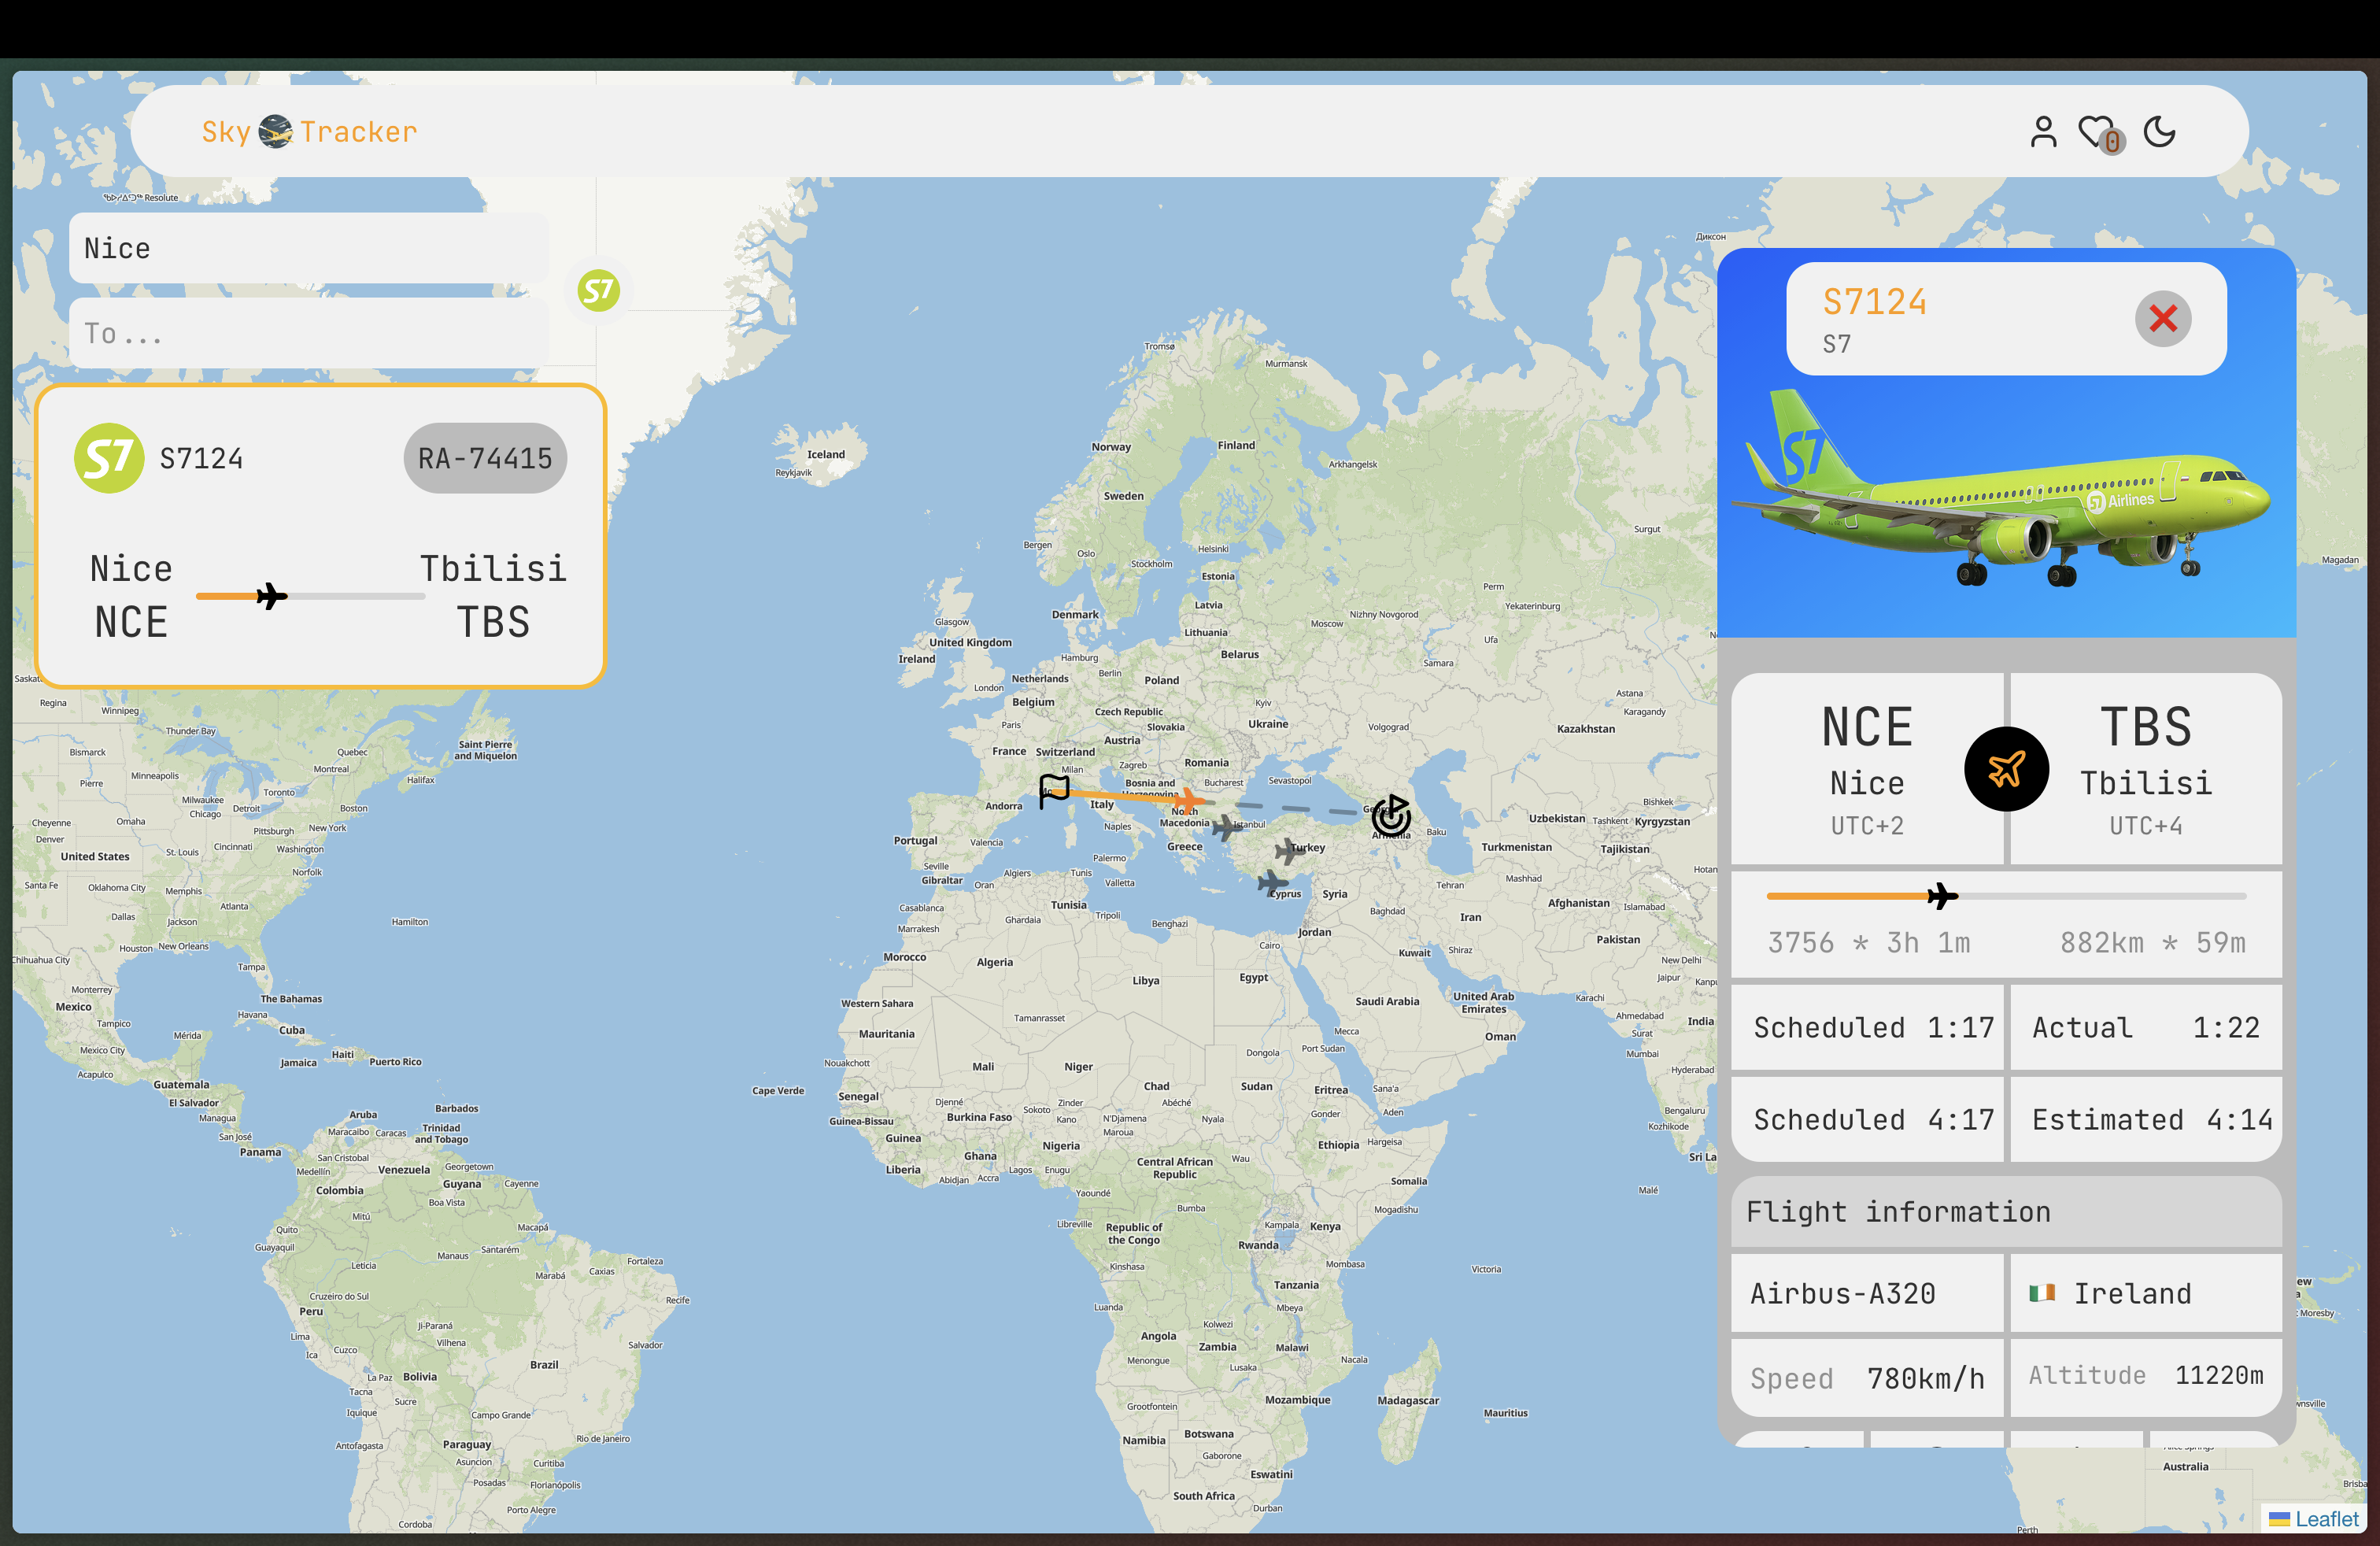 Sky Tracker
0
Nice
To...
S7
S7 S7124 RA-74415
Nice Tbilisi
NCE TBS
S7124
S7
S7
S7 Airlines
NCE TBS
Nice Tbilisi
UTC+2 UTC+4
3756 * 3h 1m 882km * 59m
Scheduled 1:17 Actual 1:22
Scheduled 4:17 Estimated 4:14
Flight information
Airbus-A320 Ireland
Speed 780km/h Altitude 11220m
Resolute
Диксон
Tromsø
Murmansk
Norway
Finland
Iceland
Reykjavik
Arkhangelsk
Sweden
Surgut
Bergen
Oslo
Helsinki
Stockholm
Magadan
Estonia
Perm
Yekaterinburg
Latvia
Denmark
Nizhny Novgorod
Glasgow
Moscow
Lithuania
United Kingdom
Ufa
Ireland
Belarus
Hamburg
Samara
Netherlands
Berlin
Poland
London
Astana
Belgium
Kyiv
Karagandy
Czech Republic
Paris
Slovakia
Ukraine
Volgograd
Kazakhstan
Austria
France
Switzerland
Romania
Milan
Zagreb
Bosnia and
Herzegovina
Bucharest
Sevastopol
Andorra
Italy
North
Macedonia
Istanbul
Bishkek
Uzbekistan
Tashkent
Kyrgyzstan
Naples
Armenia
Baku
Portugal
Valencia
Greece
Turkey
Turkmenistan
Tajikistan
Palermo
Seville
Gibraltar
Oran
Algiers
Tunis
Valletta
Cyprus
Syria
Tehran
Mashhad
Hotan
Casablanca
Tunisia
Afghanistan
Islamabad
Marrakesh
Ghardaia
Tripoli
Benghazi
Baghdad
Iran
Jordan
Pakistan
Cairo
Morocco
Algeria
Kuwait
Shiraz
New Delhi
Libya
Egypt
Jaipur
Western Sahara
Saudi Arabia
United Arab
Emirates
Karachi
Tamanrasset
Ahmedabad
India
Mauritania
Mecca
Oman
Surat
Nouakchott
Dongola
Port Sudan
Mumbai
Mali
Niger
Hyderabad
Cape Verde
Chad
Sudan
Eritrea
Sana'a
Senegal
Djenné
Zinder
Abéché
Aden
Bengaluru
Guinea-Bissau
Burkina Faso
Sokoto
Kano
N'Djamena
Nyala
Gonder
Kozhikode
Guinea
Maroua
Nigeria
Ethiopia
Hargeisa
Ghana
Central African
Republic
Wau
Liberia
Abidjan
Accra
Lagos
Enugu
Somalia
Malé
Yaoundé
Bumba
Mogadishu
Libreville
Republic of
the Congo
Kampala
Kenya
Rwanda
Kinshasa
Mombasa
Victoria
Tanzania
Luanda
Mbeya
Kolwezi
Angola
Zambia
Malawi
Menongue
Lusaka
Nacala
Grootfontein
Mozambique
Madagascar
Mauritius
Namibia
Botswana
Gaborone
Eswatini
South Africa
Durban
Regina
Winnipeg
Thunder Bay
Saint Pierre
and Miquelon
Bismarck
Quebec
Minneapolis
Montreal
Halifax
Pierre
Toronto
Milwaukee
Chicago
Detroit
Boston
Cheyenne
Omaha
Pittsburgh
New York
Denver
St. Louis
Cincinnati
Washington
United States
Norfolk
Santa Fe
Oklahoma City
Memphis
Atlanta
Dallas
Jackson
Hamilton
Houston
New Orleans
Chihuahua City
Tampa
Monterrey
The Bahamas
Mexico
Havana
Tampico
Cuba
Mérida
Mexico City
Haiti
Jamaica
Puerto Rico
Acapulco
Guatemala
El Salvador
Barbados
Managua
Aruba
Trinidad
and Tobago
San José
Maracaibo
Caracas
Panama
San Cristobal
Medellín
Venezuela
Georgetown
Colombia
Guyana
Cayenne
Boa Vista
Mitú
Quito
Macapá
Guayaquil
Manaus
Santarém
Leticia
Fortaleza
Marabá
Caxias
Cruzeiro do Sul
Peru
Recife
Ji-Paraná
Lima
Vilhena
Ica
Cuzco
Salvador
Brazil
La Paz
Bolivia
Tacna
Sucre
Iquique
Campo Grande
Rio de Janeiro
Antofagasta
Paraguay
Asuncion
Curitiba
Posadas
Florianópolis
Porto Alegre
Cordoba
Moresby
Australia
Perth
Leaflet